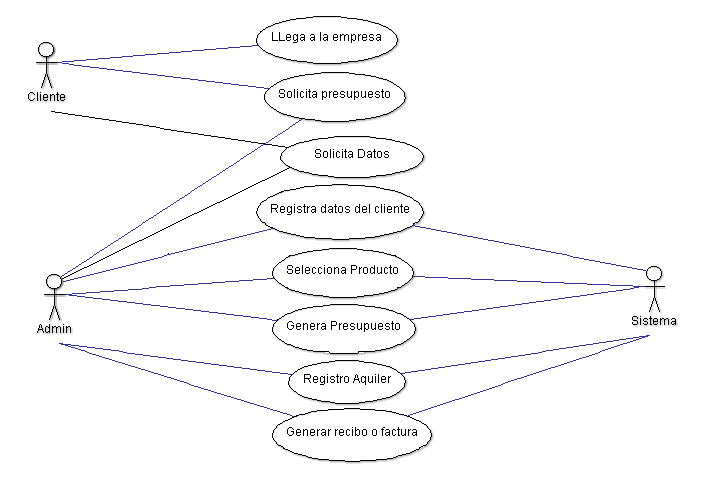 LLega a la empresa
Cliente
Solicita presupuesto
Solicita Datos
Registra datos del cliente
Selecciona Producto
Admin
Sistema
Genera Presupuesto
Registro Aquiler
Generar recibo o factura